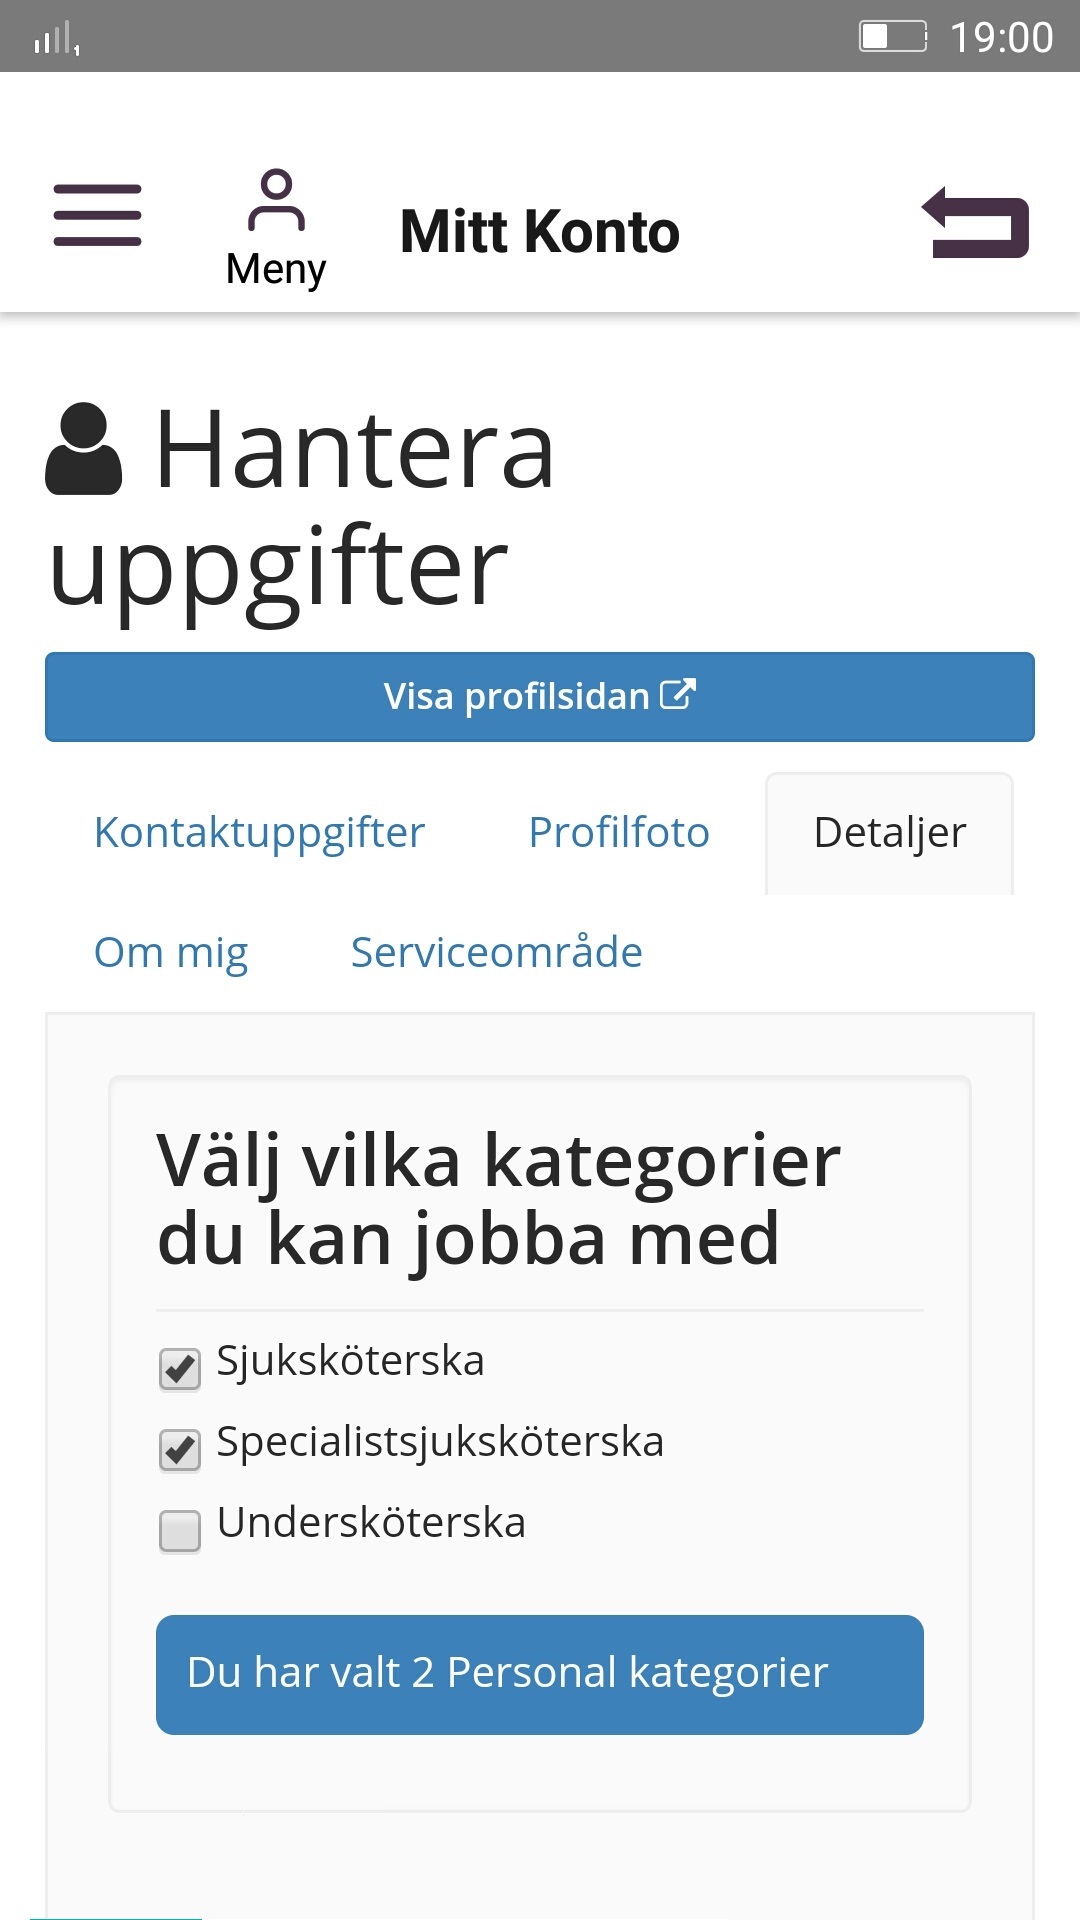 19:00
Meny
Mitt Konto
Hantera
uppgifter
Visa profilsidan
Kontaktuppgifter Profilfoto Detaljer
Om mig Serviceområde
Välj vilka kategorier
du kan jobba med
Sjuksköterska
Specialistsjuksköterska
Undersköterska
Du har valt 2 Personal kategorier